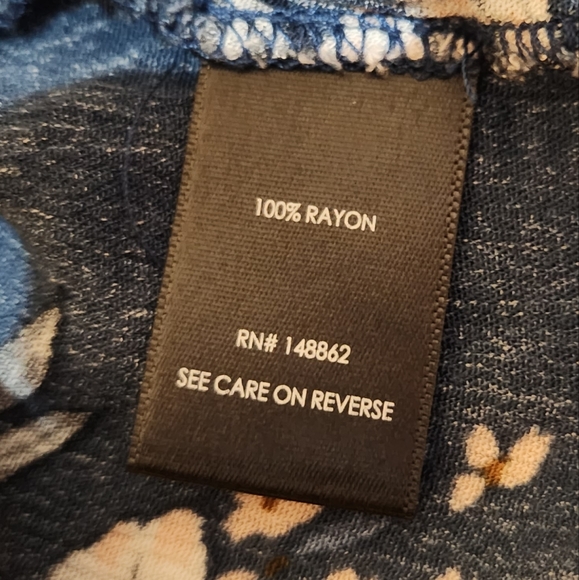 100% RAYON
RN# 148862
SEE CARE ON REVERSE